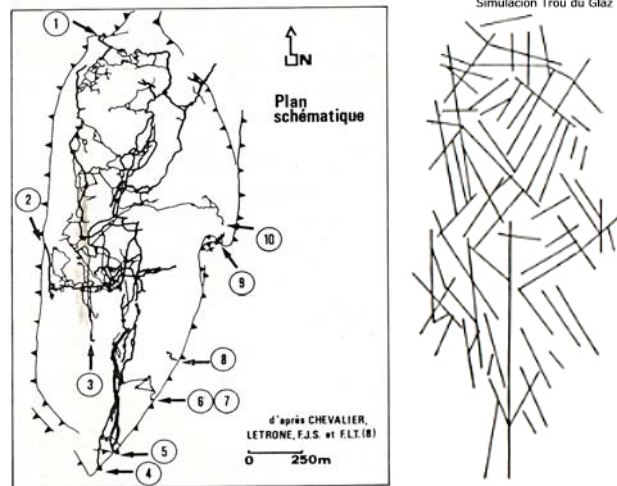 Simulacion Trou du Glaz
1
N
Plan
schématique
2
10
9
3
8
6 7
d'après CHEVALIER,
LETRONE, F.J.S. et F.L.T.(8)
5
0 250m
4